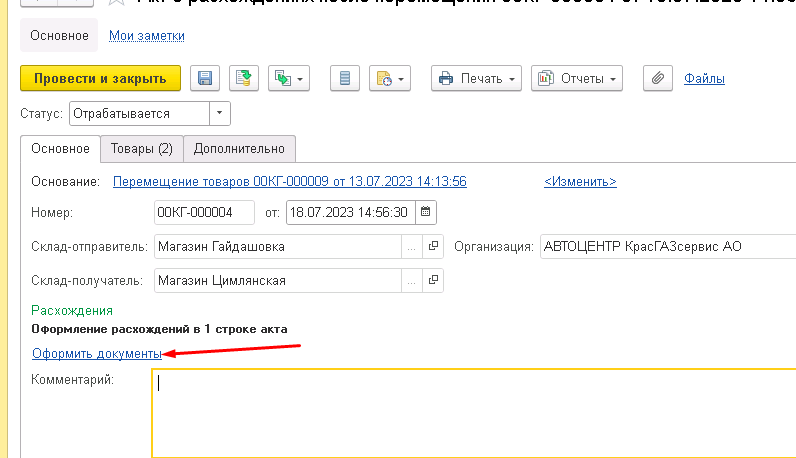 Основное Мои заметки
Провести и закрыть Печать Отчеты Файлы
Статус: Отрабатывается
Основное Товары (2) Дополнительно
Основание: Перемещение товаров 00КГ-000009 от 13.07.2023 14:13:56 <Изменить>
Номер: 00КГ-000004 от: 18.07.2023 14:56:30
Склад-отправитель: Магазин Гайдашовка ... Организация: АВТОЦЕНТР КрасГАЗсервис АО
Склад-получатель: Магазин Цимлянская ...
Расхождения
Оформление расхождений в 1 строке акта
Оформить документы
Комментарий: